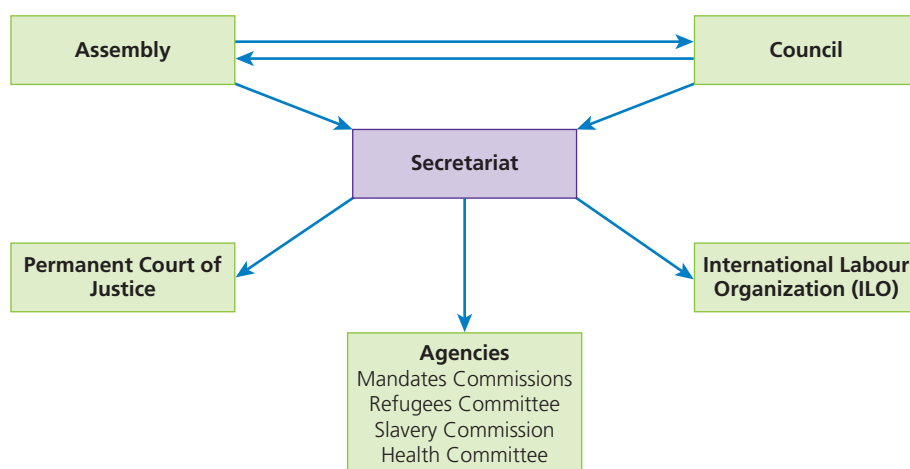 Assembly
Council
Secretariat
Permanent Court of
Justice
International Labour
Organization (ILO)
Agencies
Mandates Commissions
Refugees Committee
Slavery Commission
Health Committee